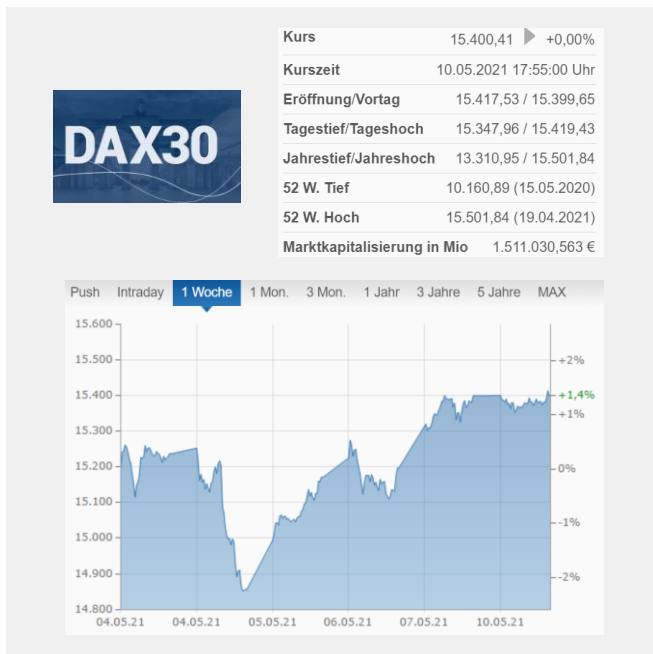 DAX30
Kurs 15.400,41 +0,00%
Kurszeit 10.05.2021 17:55:00 Uhr
Eröffnung/Vortag 15.417,53 / 15.399,65
Tagestief/Tageshoch 15.347,96 / 15.419,43
Jahrestief/Jahreshoch 13.310,95 / 15.501,84
52 W. Tief 10.160,89 (15.05.2020)
52 W. Hoch 15.501,84 (19.04.2021)
Marktkapitalisierung in Mio 1.511.030,563 €
Push Intraday 1 Woche 1 Mon. 3 Mon. 1 Jahr 3 Jahre 5 Jahre MAX
15.600
15.500 +2%
15.400 +1,4%
+1%
15.300
15.200 0%
15.100
-1%
15.000
14.900 -2%
14.800
04.05.21 04.05.21 05.05.21 06.05.21 07.05.21 10.05.21